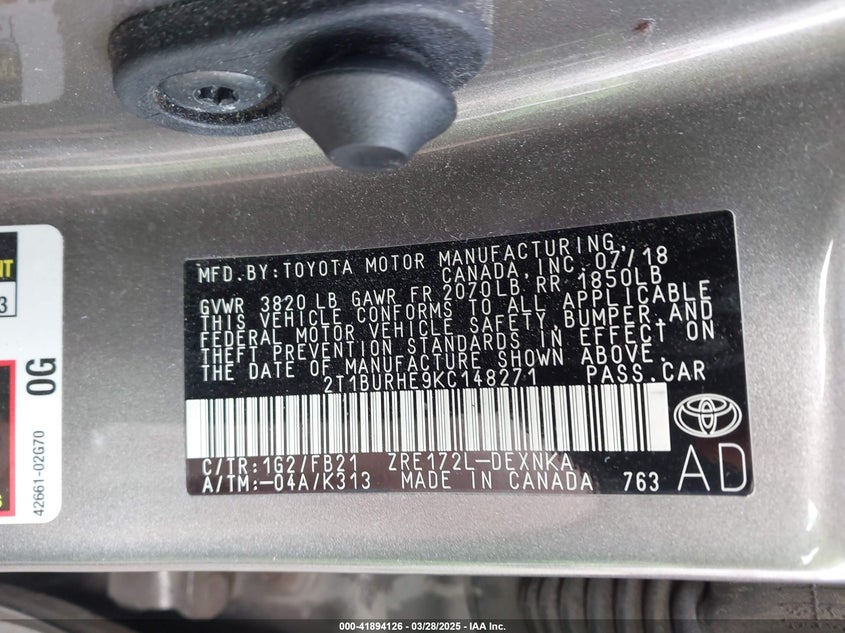 NT
3
0G
42661-02G70
S
MFD.BY:TOYOTA MOTOR MANUFACTURING,
CANADA,INC. 07/18
GVWR 3820 LB GAWR FR 2070LB RR 1850LB
THIS VEHICLE CONFORMS TO ALL APPLICABLE
FEDERAL MOTOR VEHICLE SAFETY,BUMPER,AND
THEFT PREVENTION STANDARDS IN EFFECT ON
THE DATE OF MANUFACTURE SHOWN ABOVE.
2T1BURHE9KC148271 PASS.CAR
C/TR:1G2/FB21 ZRE172L-DEXNKA
A/TM:-04A/K313 MADE IN CANADA 763
AD
000-41894126 - 03/28/2025 - IAA Inc.